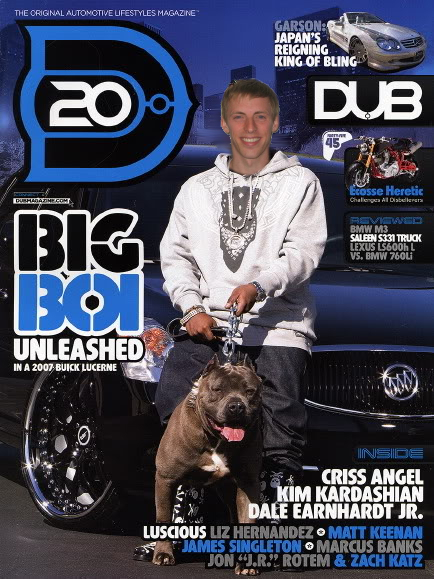 THE ORIGINAL AUTOMOTIVE LIFESTYLES MAGAZINE™
20
GARSON:
JAPAN'S
REIGNING
KING OF BLING
DUB
45
DUBMAGAZINE.COM
Ecosse Heretic
Challenges All Disbelievers
REVIEWED
BMW M3
SALEEN S331 TRUCK
LEXUS LS600h L
VS. BMW 760Li
BIG
BOI
UNLEASHED
IN A 2007 BUICK LUCERNE
INSIDE
CRISS ANGEL
KIM KARDASHIAN
DALE EARNHARDT JR.
LUSCIOUS LIZ HERNANDEZ • MATT KEENAN
JAMES SINGLETON • MARCUS BANKS
JON "J.R." ROTEM & ZACH KATZ